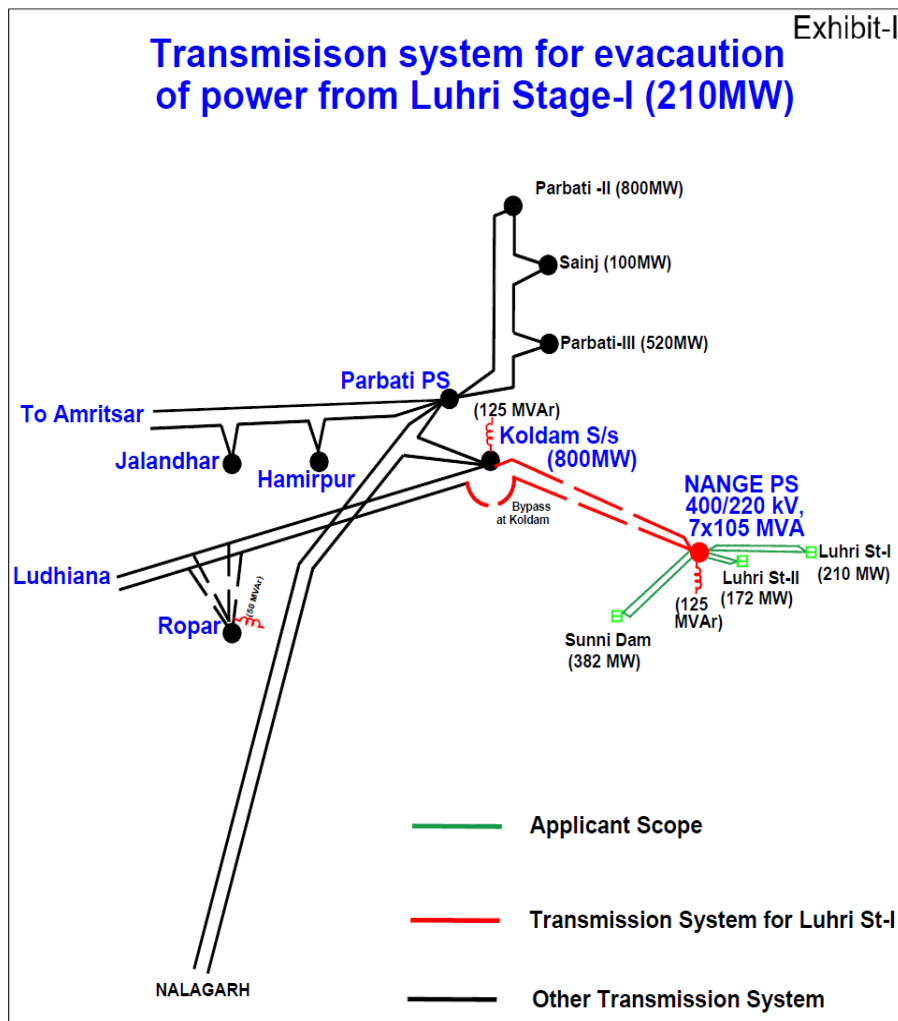 Exhibit-I
Transmisison system for evacaution
of power from Luhri Stage-I (210MW)
Parbati -II (800MW)
Sainj (100MW)
Parbati-III (520MW)
Parbati PS
To Amritsar
(125 MVAr)
Koldam S/s
(800MW)
Jalandhar
Hamirpur
NANGE PS
400/220 kV,
7x105 MVA
Bypass
at Koldam
Luhri St-I
(210 MW)
Luhri St-II
(172 MW)
Ludhiana
(50 MVAr)
Ropar
(125
MVAr)
Sunni Dam
(382 MW)
Applicant Scope
Transmission System for Luhri St-I
NALAGARH
Other Transmission System